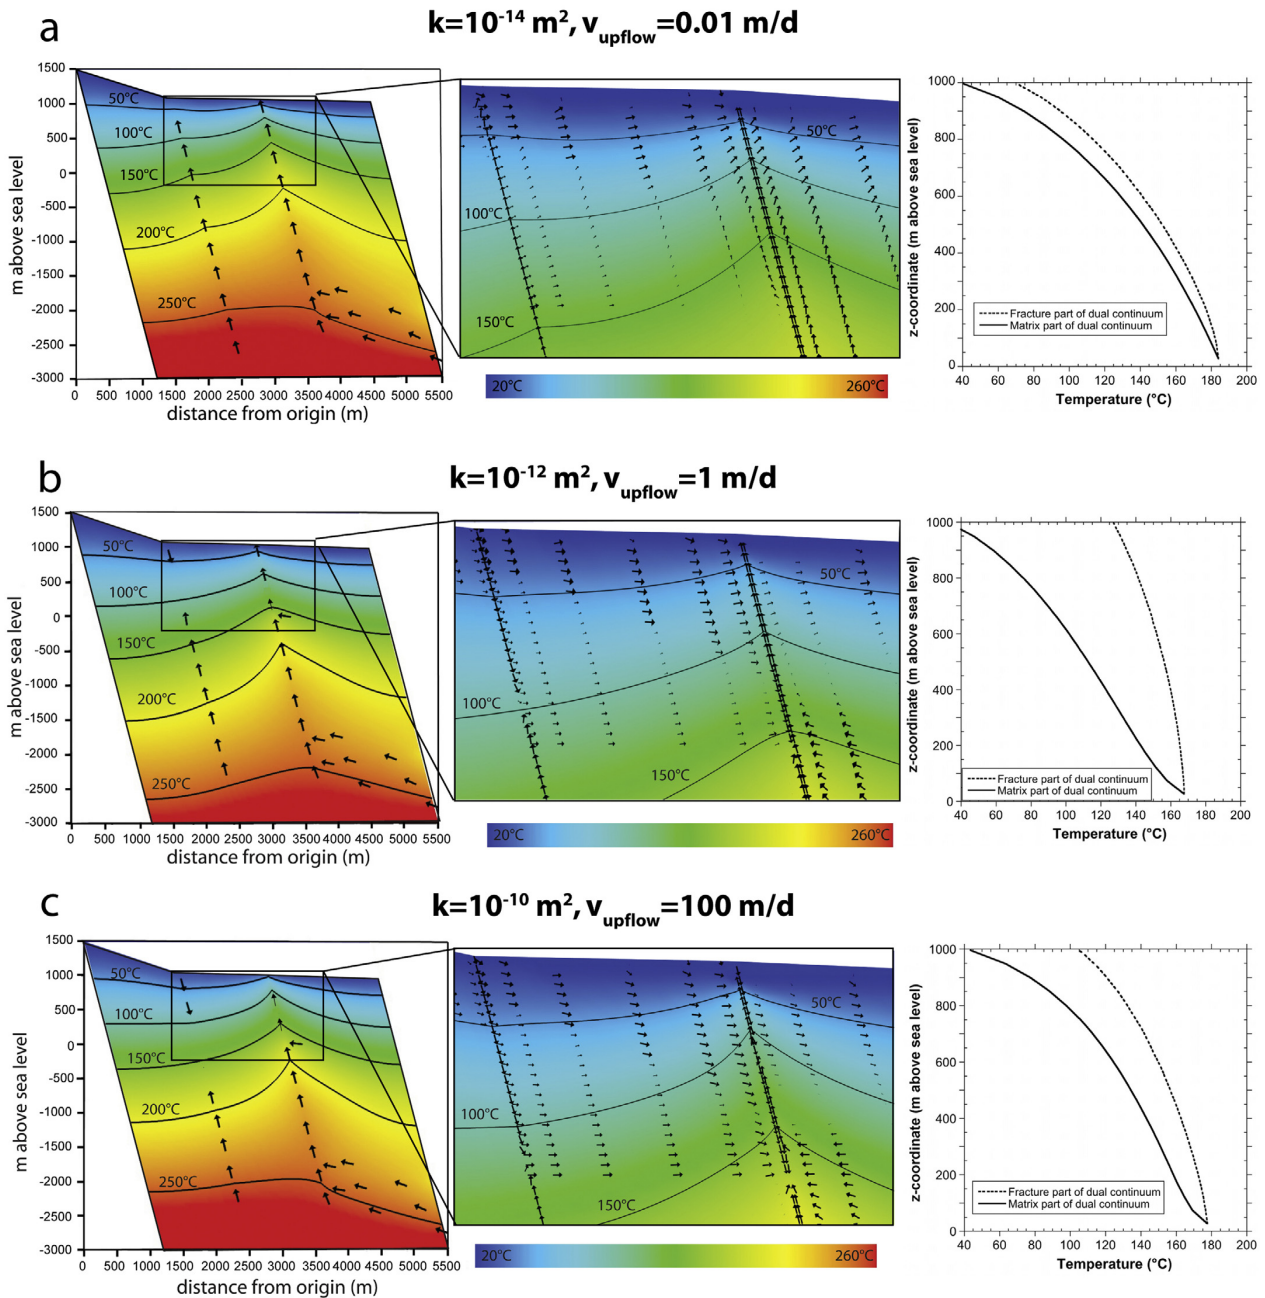 a
k=10⁻¹⁴ m², v_upflow=0.01 m/d
1500
1000
500
0
-500
-1000
-1500
-2000
-2500
-3000
m above sea level
50°C
100°C
150°C
200°C
250°C
0 500 1000 1500 2000 2500 3000 3500 4000 4500 5000 5500
distance from origin (m)
50°C
100°C
150°C
20°C 260°C
1000
800
600
400
200
0
z-coordinate (m above sea level)
Fracture part of dual continuum
Matrix part of dual continuum
40 60 80 100 120 140 160 180 200
Temperature (°C)
b
k=10⁻¹² m², v_upflow=1 m/d
1500
1000
500
0
-500
-1000
-1500
-2000
-2500
-3000
m above sea level
50°C
100°C
150°C
200°C
250°C
0 500 1000 1500 2000 2500 3000 3500 4000 4500 5000 5500
distance from origin (m)
50°C
100°C
150°C
20°C 260°C
1000
800
600
400
200
0
z-coordinate (m above sea level)
Fracture part of dual continuum
Matrix part of dual continuum
40 60 80 100 120 140 160 180 200
Temperature (°C)
c
k=10⁻¹⁰ m², v_upflow=100 m/d
1500
1000
500
0
-500
-1000
-1500
-2000
-2500
-3000
m above sea level
50°C
100°C
150°C
200°C
250°C
0 500 1000 1500 2000 2500 3000 3500 4000 4500 5000 5500
distance from origin (m)
50°C
100°C
150°C
20°C 260°C
1000
800
600
400
200
0
z-coordinate (m above sea level)
Fracture part of dual continuum
Matrix part of dual continuum
40 60 80 100 120 140 160 180 200
Temperature (°C)